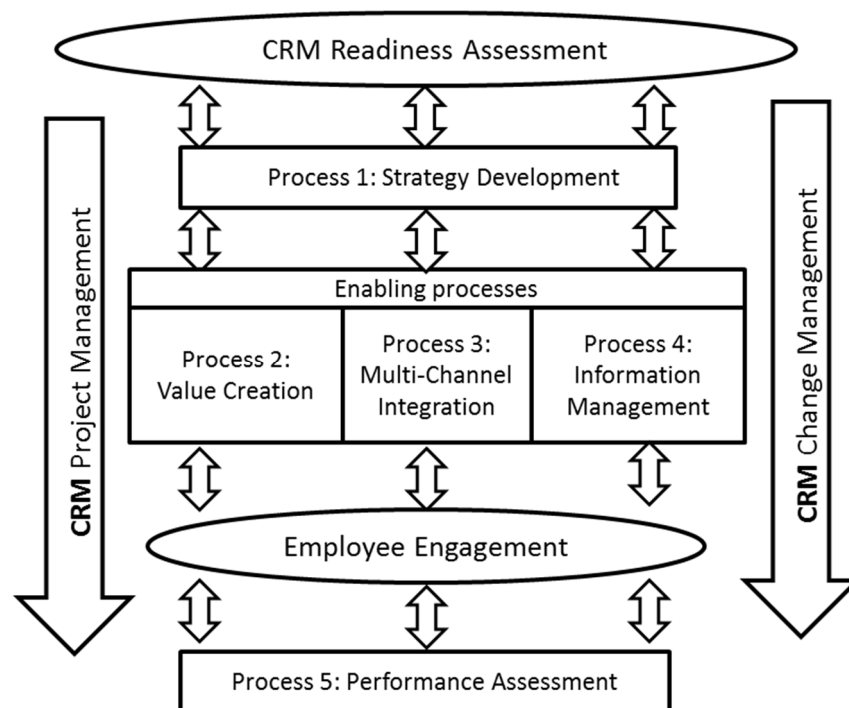 CRM Readiness Assessment
Process 1: Strategy Development
Enabling processes
Process 2:
Value Creation
Process 3:
Multi-Channel
Integration
Process 4:
Information
Management
Employee Engagement
Process 5: Performance Assessment
CRM Project Management
CRM Change Management